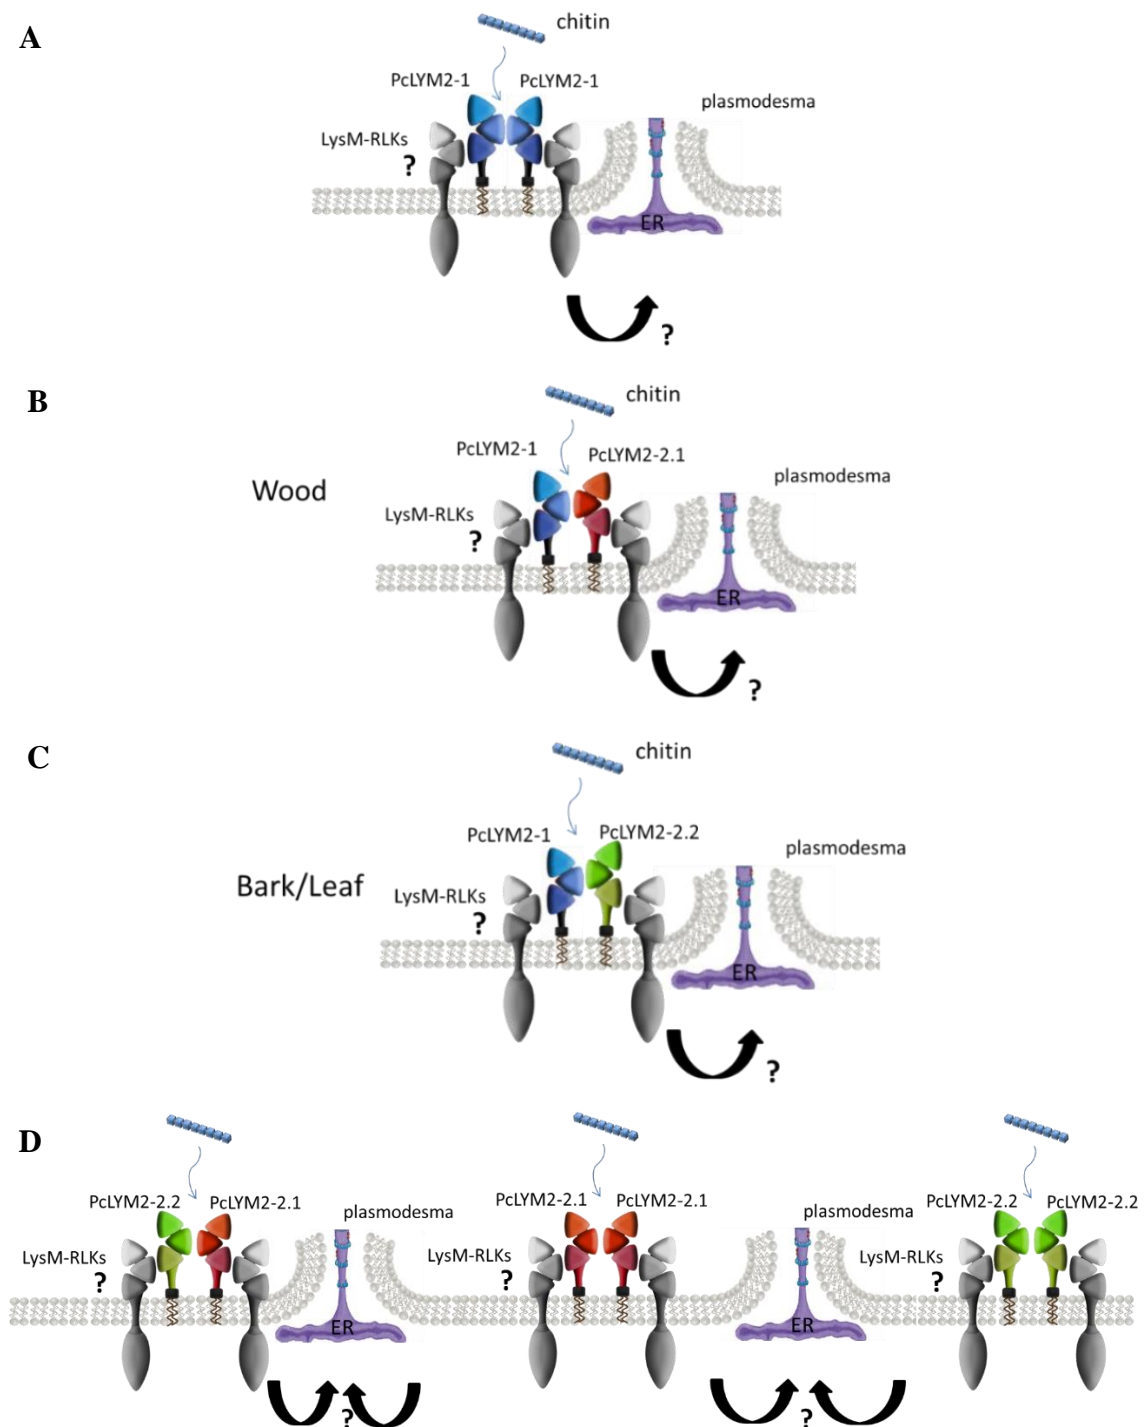 A
chitin
PcLYM2-1 PcLYM2-1
plasmodesma
LysM-RLKs
?
ER
?
B
chitin
PcLYM2-1 PcLYM2-2.1
plasmodesma
Wood
LysM-RLKs
?
ER
?
C
chitin
PcLYM2-1 PcLYM2-2.2
plasmodesma
Bark/Leaf
LysM-RLKs
?
ER
?
D
PcLYM2-2.2 PcLYM2-2.1
plasmodesma
LysM-RLKs
?
ER
?
PcLYM2-2.1 PcLYM2-2.1
plasmodesma
LysM-RLKs
?
ER
?
PcLYM2-2.2 PcLYM2-2.2
LysM-RLKs
?